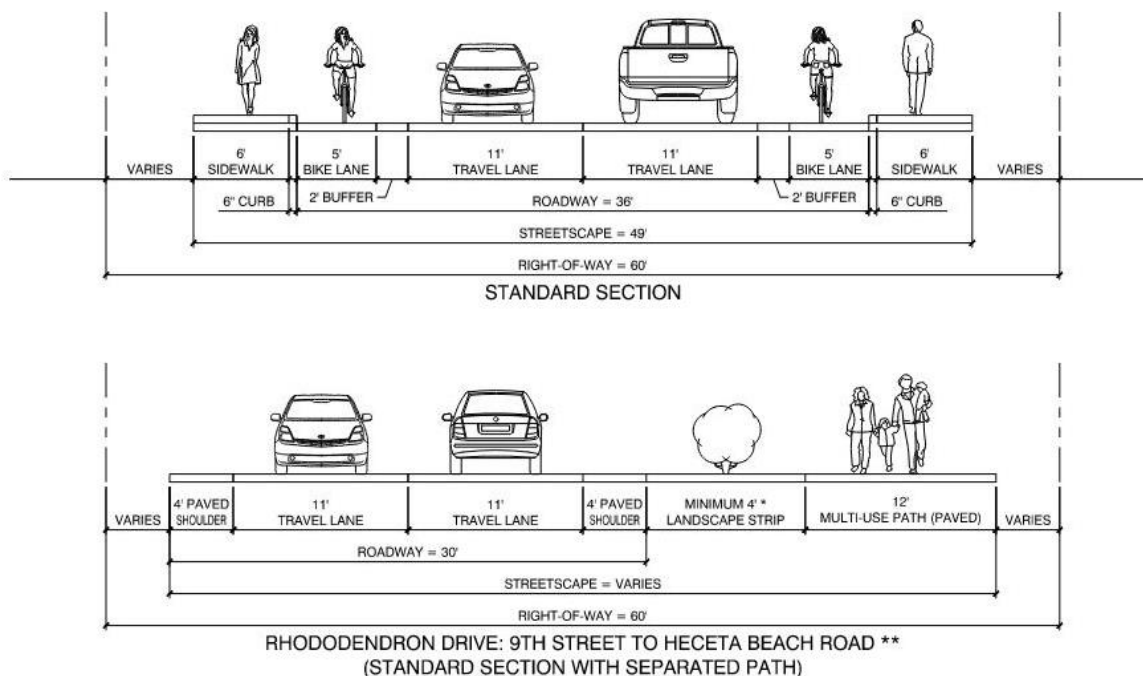 VARIES
6'
SIDEWALK
5'
BIKE LANE
11'
TRAVEL LANE
11'
TRAVEL LANE
5'
BIKE LANE
6'
SIDEWALK
VARIES
6" CURB
2' BUFFER
ROADWAY = 36'
2' BUFFER
6" CURB
STREETSCAPE = 49'
RIGHT-OF-WAY = 60'
STANDARD SECTION
VARIES
4' PAVED
SHOULDER
11'
TRAVEL LANE
11'
TRAVEL LANE
4' PAVED
SHOULDER
MINIMUM 4' *
LANDSCAPE STRIP
12'
MULTI-USE PATH (PAVED)
VARIES
ROADWAY = 30'
STREETSCAPE = VARIES
RIGHT-OF-WAY = 60'
RHODODENDRON DRIVE: 9TH STREET TO HECETA BEACH ROAD **
(STANDARD SECTION WITH SEPARATED PATH)